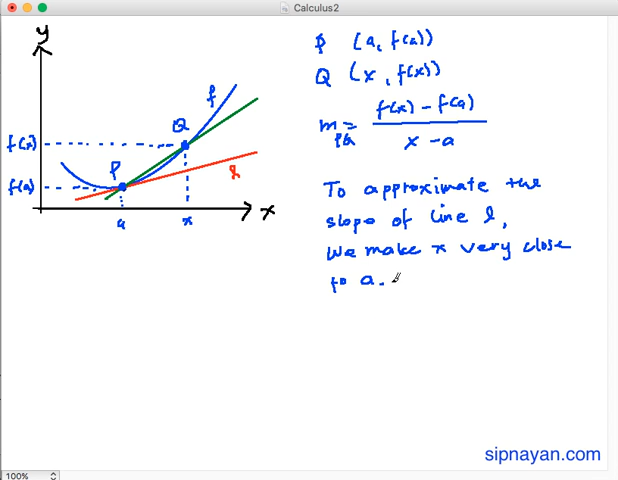 Calculus2
y
f
Q
f(x)
P
l
f(a)
a
x
x
P (a, f(a))
Q (x, f(x))
m PQ = f(x) - f(a)
x - a
To approximate the
slope of line l,
We make x very close
to a.
sipnayan.com
100%